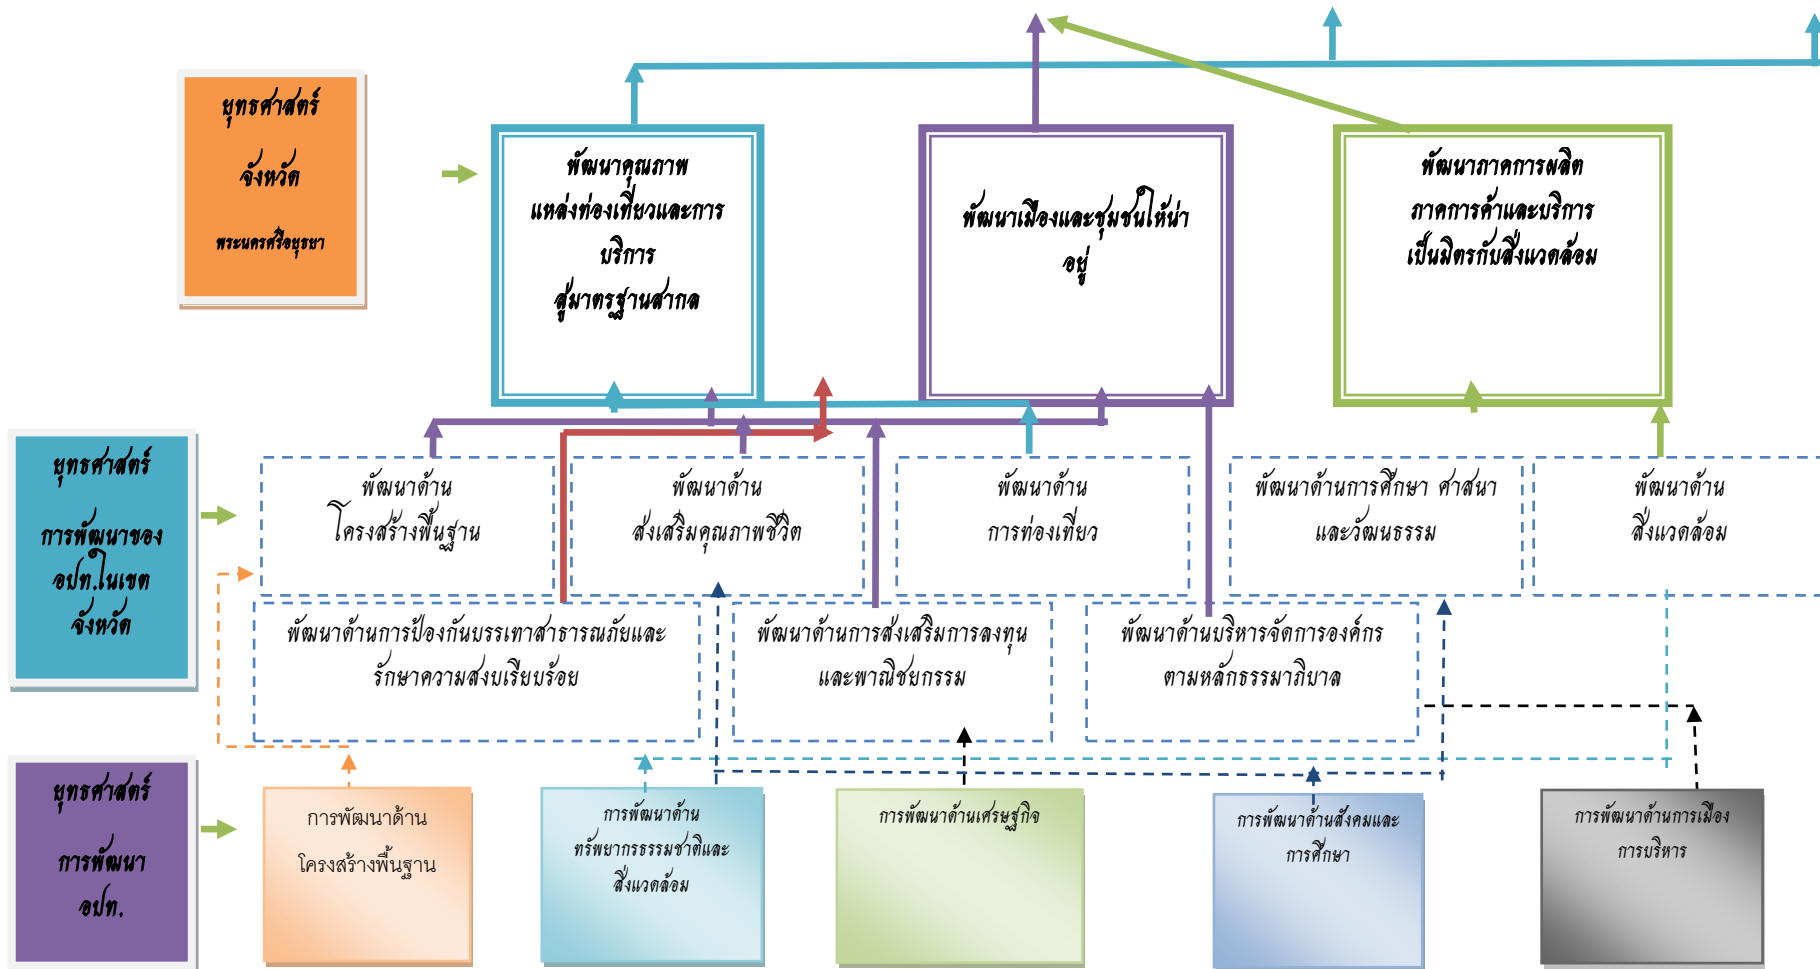 ยุทธศาสตร์
จังหวัด
พระนครศรีอยุธยา
พัฒนาคุณภาพ
แหล่งท่องเที่ยวและการ
บริการ
สู่มาตรฐานสากล
พัฒนาเมืองและชุมชนให้น่า
อยู่
พัฒนาภาคการผลิต
ภาคการค้าและบริการ
เป็นมิตรกับสิ่งแวดล้อม
ยุทธศาสตร์
การพัฒนาของ
อปท.ในเขต
จังหวัด
พัฒนาด้าน
โครงสร้างพื้นฐาน
พัฒนาด้าน
ส่งเสริมคุณภาพชีวิต
พัฒนาด้าน
การท่องเที่ยว
พัฒนาด้านการศึกษา ศาสนา
และวัฒนธรรม
พัฒนาด้าน
สิ่งแวดล้อม
พัฒนาด้านการป้องกันบรรเทาสาธารณภัยและ
รักษาความสงบเรียบร้อย
พัฒนาด้านการส่งเสริมการลงทุน
และพาณิชยกรรม
พัฒนาด้านบริหารจัดการองค์กร
ตามหลักธรรมาภิบาล
ยุทธศาสตร์
การพัฒนา
อปท.
การพัฒนาด้าน
โครงสร้างพื้นฐาน
การพัฒนาด้าน
ทรัพยากรธรรมชาติและ
สิ่งแวดล้อม
การพัฒนาด้านเศรษฐกิจ
การพัฒนาด้านสังคมและ
การศึกษา
การพัฒนาด้านการเมือง
การบริหาร